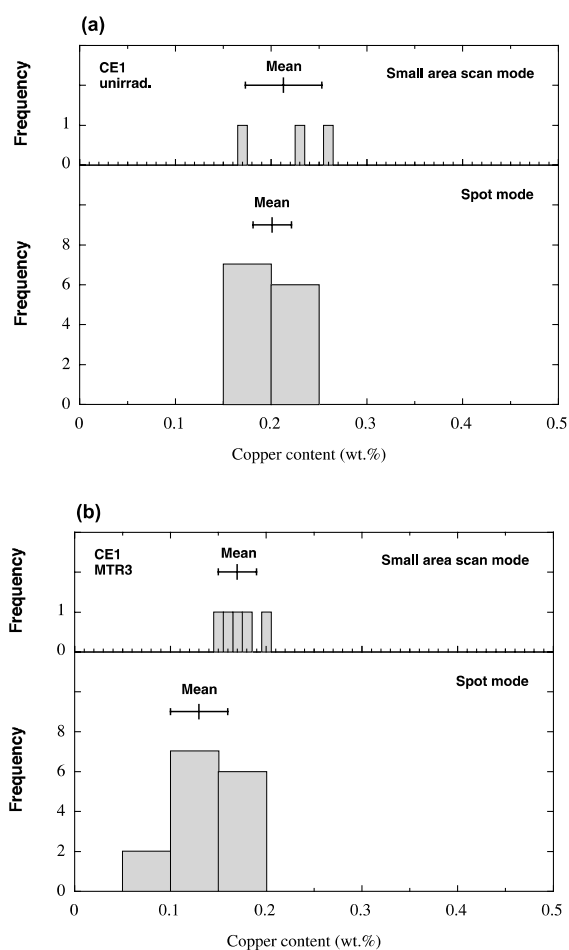 (a)
CE1
unirrad.
Mean
Small area scan mode
Frequency
1
0
Spot mode
Mean
Frequency
8
6
4
2
0
0 0.1 0.2 0.3 0.4 0.5
Copper content (wt.%)
(b)
CE1
MTR3
Mean
Small area scan mode
Frequency
1
0
Spot mode
Mean
Frequency
8
6
4
2
0
0 0.1 0.2 0.3 0.4 0.5
Copper content (wt.%)